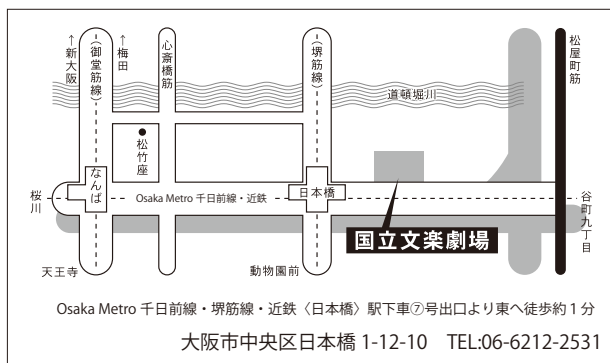 ↑新大阪
(御堂筋線)
↑梅田
心斎橋筋
(堺筋線)
松屋町筋
道頓堀川
松竹座
なんば
日本橋
桜川
Osaka Metro 千日前線・近鉄
谷町九丁目
国立文楽劇場
天王寺
動物園前
Osaka Metro 千日前線・堺筋線・近鉄〈日本橋〉駅下車⑦号出口より東へ徒歩約1分
大阪市中央区日本橋 1-12-10 TEL:06-6212-2531